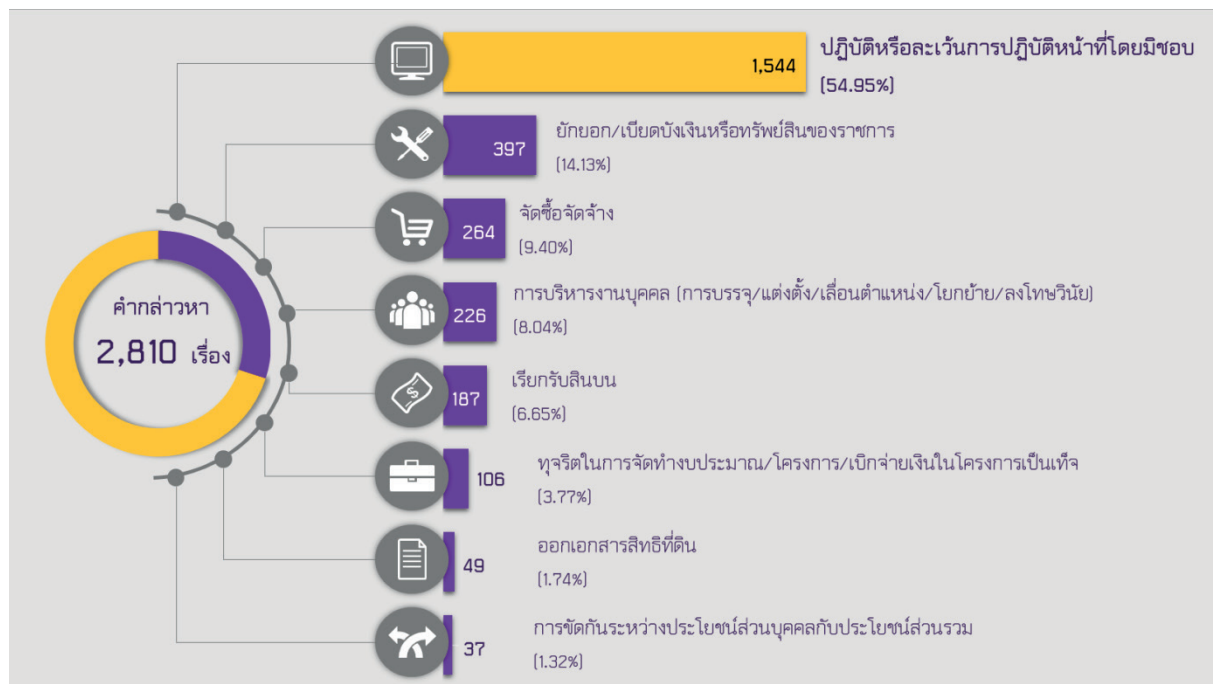 คำกล่าวหา
2,810 เรื่อง
1,544
ปฏิบัติหรือละเว้นการปฏิบัติหน้าที่โดยมิชอบ
(54.95%)
397
ยักยอก/เบียดบังเงินหรือทรัพย์สินของราชการ
(14.13%)
264
จัดซื้อจัดจ้าง
(9.40%)
226
การบริหารงานบุคคล (การบรรจุ/แต่งตั้ง/เลื่อนตำแหน่ง/โยกย้าย/ลงโทษวินัย)
(8.04%)
187
เรียกรับสินบน
(6.65%)
106
ทุจริตในการจัดทำงบประมาณ/โครงการ/เบิกจ่ายเงินในโครงการเป็นเท็จ
(3.77%)
49
ออกเอกสารสิทธิที่ดิน
(1.74%)
37
การขัดกันระหว่างประโยชน์ส่วนบุคคลกับประโยชน์ส่วนรวม
(1.32%)